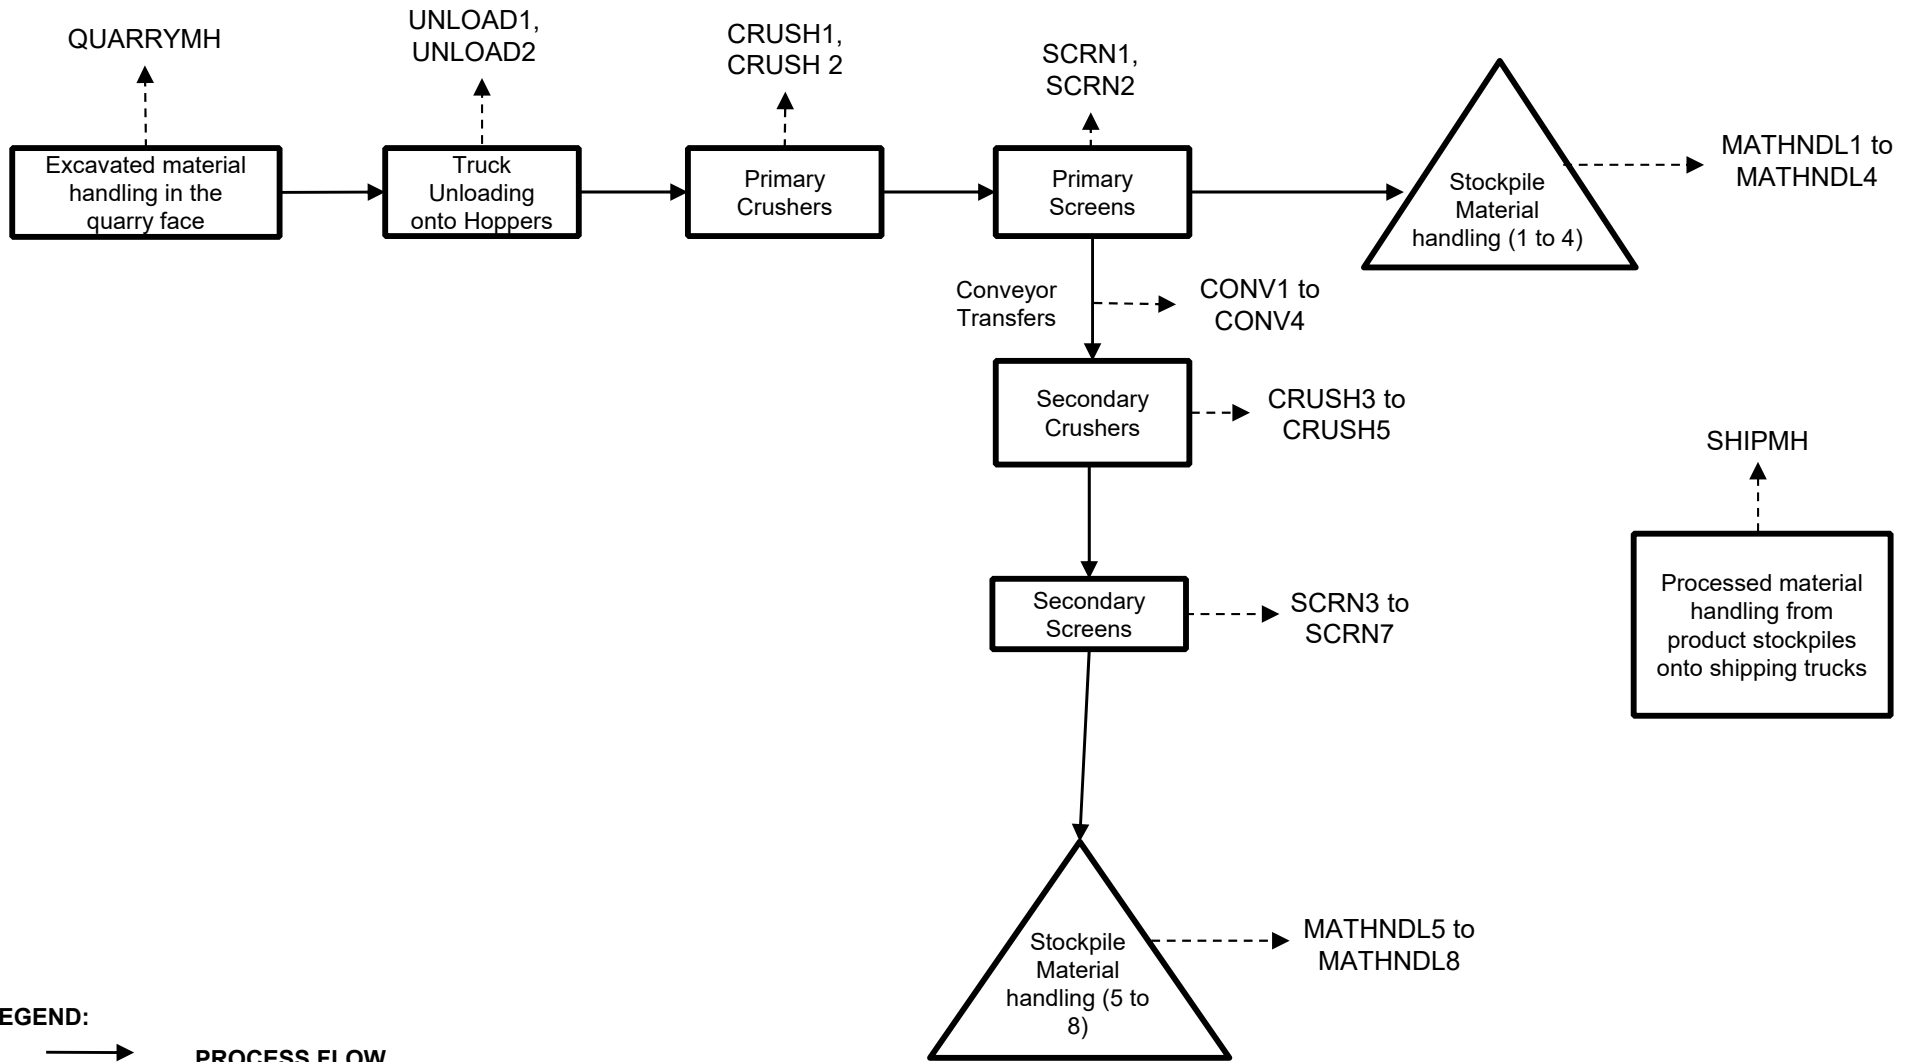 QUARRYMH
UNLOAD1,
UNLOAD2
CRUSH1,
CRUSH 2
SCRN1,
SCRN2
Excavated material
handling in the
quarry face
Truck
Unloading
onto Hoppers
Primary
Crushers
Primary
Screens
Stockpile
Material
handling (1 to 4)
MATHNDL1 to
MATHNDL4
Conveyor
Transfers
CONV1 to
CONV4
Secondary
Crushers
CRUSH3 to
CRUSH5
SHIPMH
Processed material
handling from
product stockpiles
onto shipping trucks
Secondary
Screens
SCRN3 to
SCRN7
Stockpile
Material
handling (5 to
8)
MATHNDL5 to
MATHNDL8
EGEND:
PROCESS FLOW